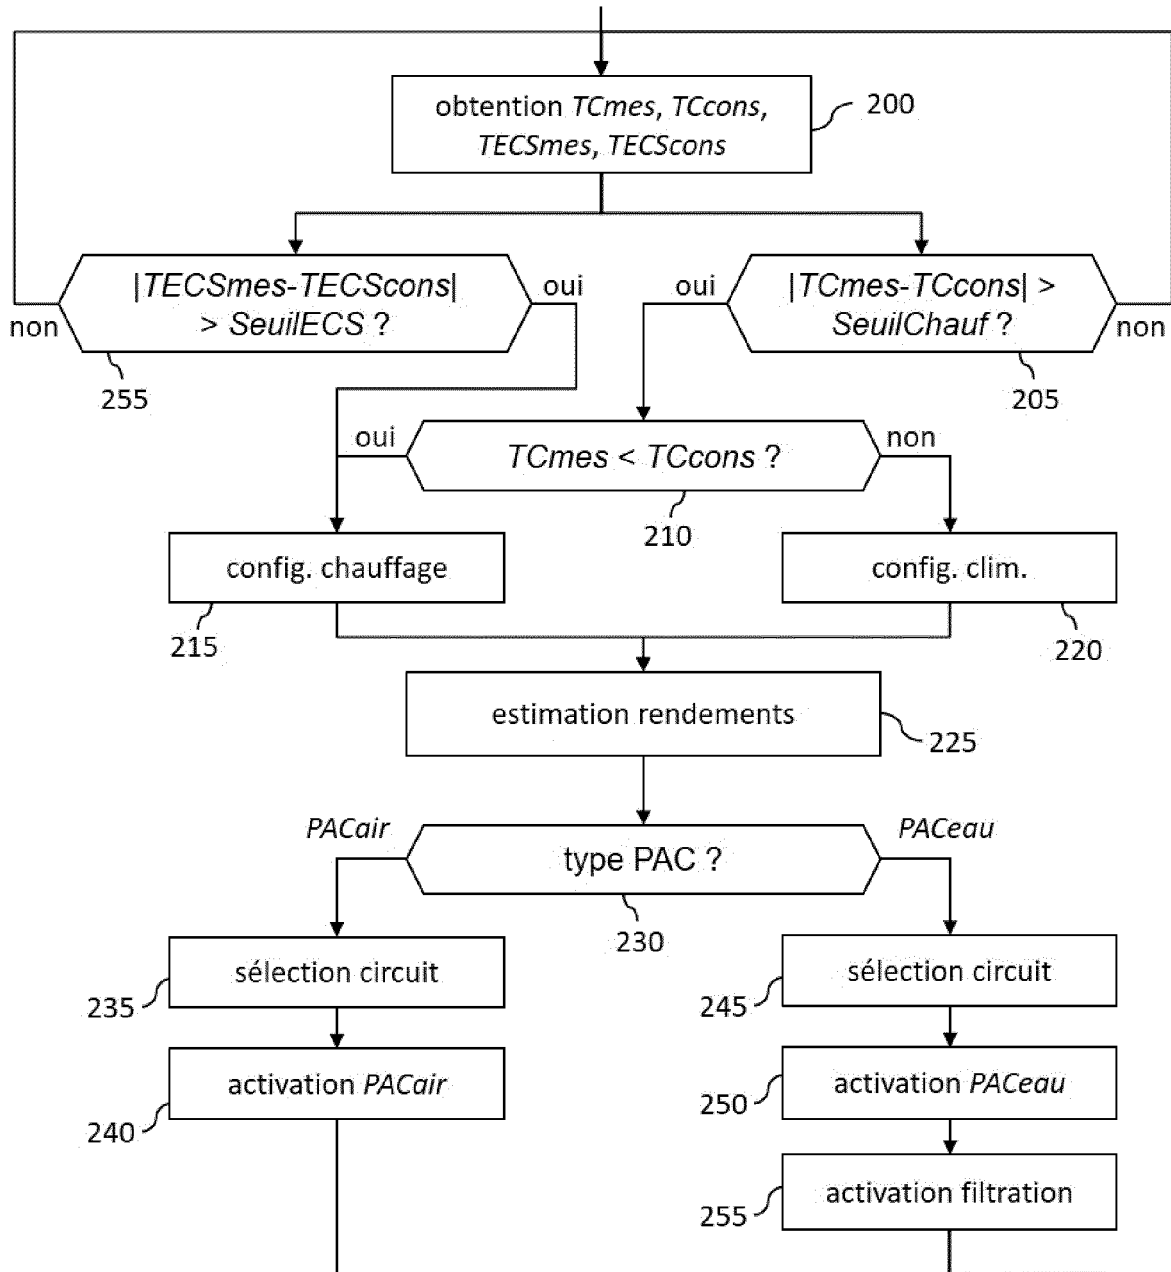 obtention TCmes, TCcons,
TECSmes, TECScons
200
|TECSmes-TECScons|
> SeuilECS ?
oui
non
255
oui
|TCmes-TCcons| >
SeuilChauf ?
non
205
oui
TCmes < TCcons ?
non
210
config. chauffage
215
config. clim.
220
estimation rendements
225
PACair
type PAC ?
PACeau
230
sélection circuit
235
sélection circuit
245
activation PACair
240
activation PACeau
250
activation filtration
255